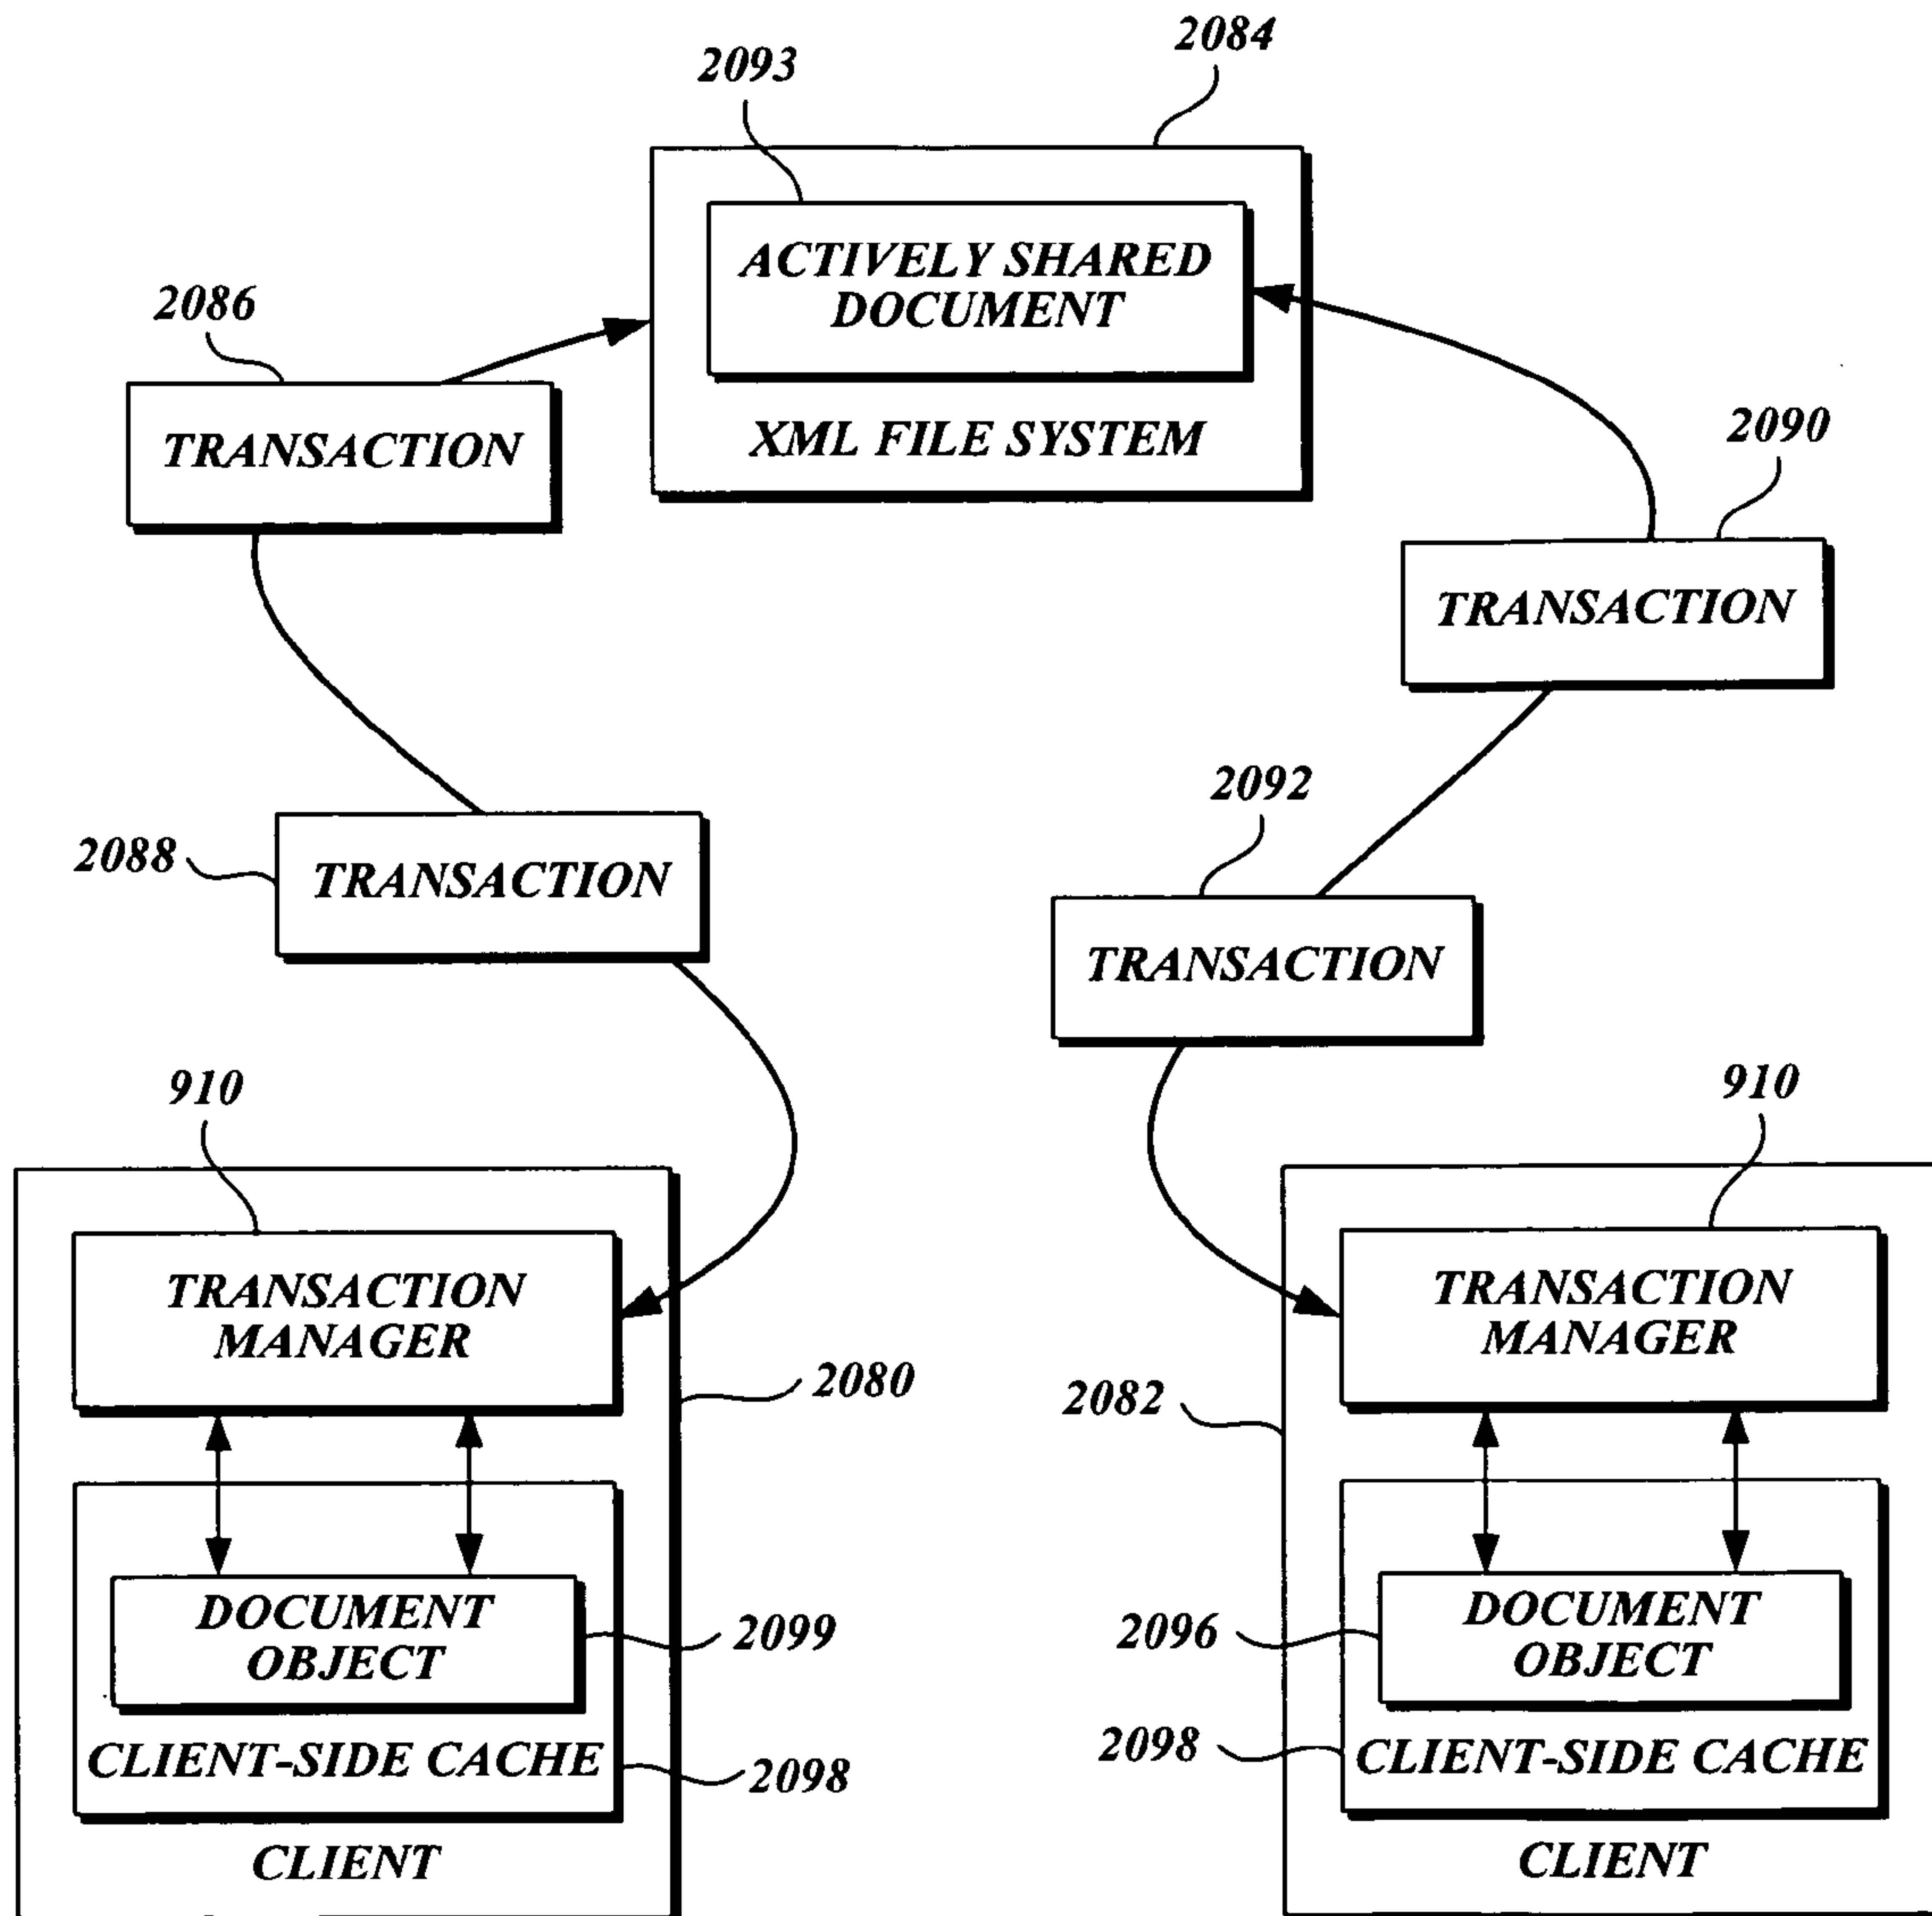 2084
2093
ACTIVELY SHARED
DOCUMENT
XML FILE SYSTEM
2086
TRANSACTION
2090
TRANSACTION
2088
TRANSACTION
2092
TRANSACTION
910
TRANSACTION
MANAGER
2080
DOCUMENT
OBJECT
2099
CLIENT-SIDE CACHE
2098
CLIENT
910
TRANSACTION
MANAGER
2082
DOCUMENT
OBJECT
2096
CLIENT-SIDE CACHE
2098
CLIENT